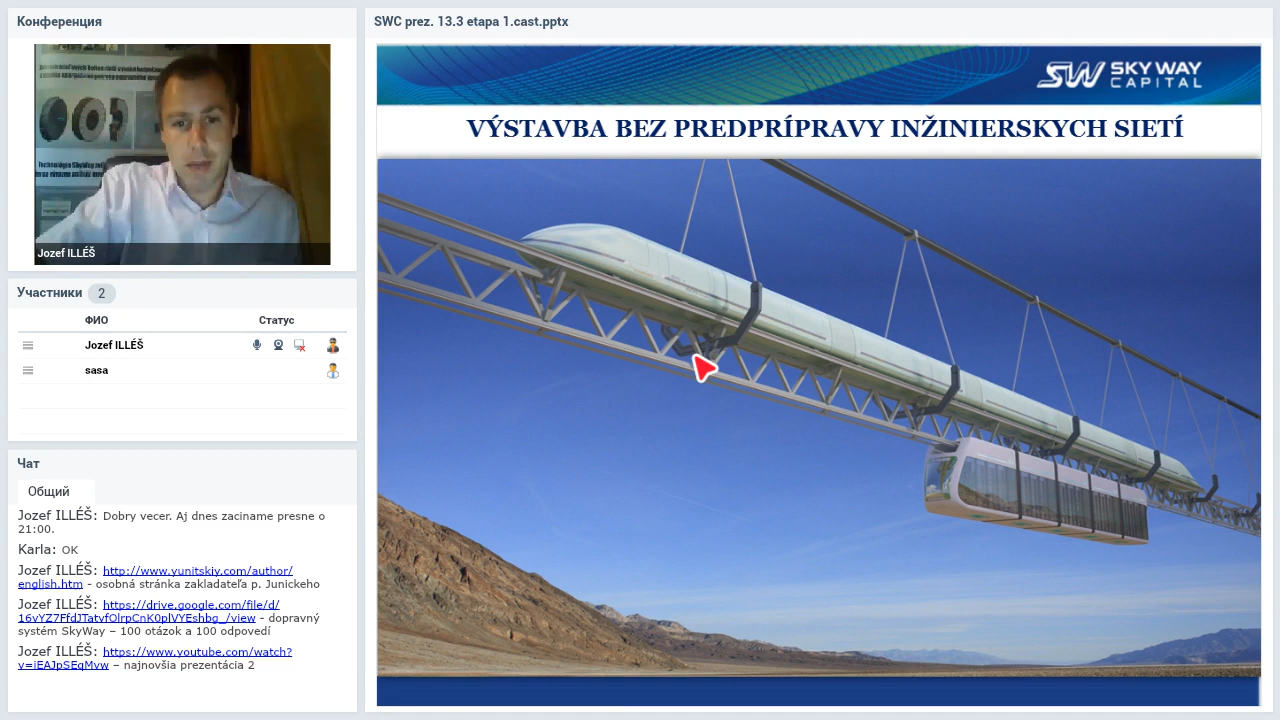 Конференция
Jozef ILLÉŠ
Участники 2
ФИО Статус
Jozef ILLÉŠ
sasa
Чат
Общий
Jozef ILLÉŠ: Dobry vecer. Aj dnes zaciname presne o
21:00.
Karla: OK
Jozef ILLÉŠ: http://www.yunitskiy.com/author/
english.htm - osobná stránka zakladateľa p. Junického
Jozef ILLÉŠ: https://drive.google.com/file/d/
16vYZ7FfdJTatvfOlrpCnK0plVYEshbg_/view - dopravný
systém SkyWay – 100 otázok a 100 odpovedí
Jozef ILLÉŠ: https://www.youtube.com/watch?
v=iEAJpSEqMvw – najnovšia prezentácia 2
SWC prez. 13.3 etapa 1.cast.pptx
SW SKY WAY
CAPITAL
VÝSTAVBA BEZ PREDPRÍPRAVY INŽINIERSKYCH SIETÍ